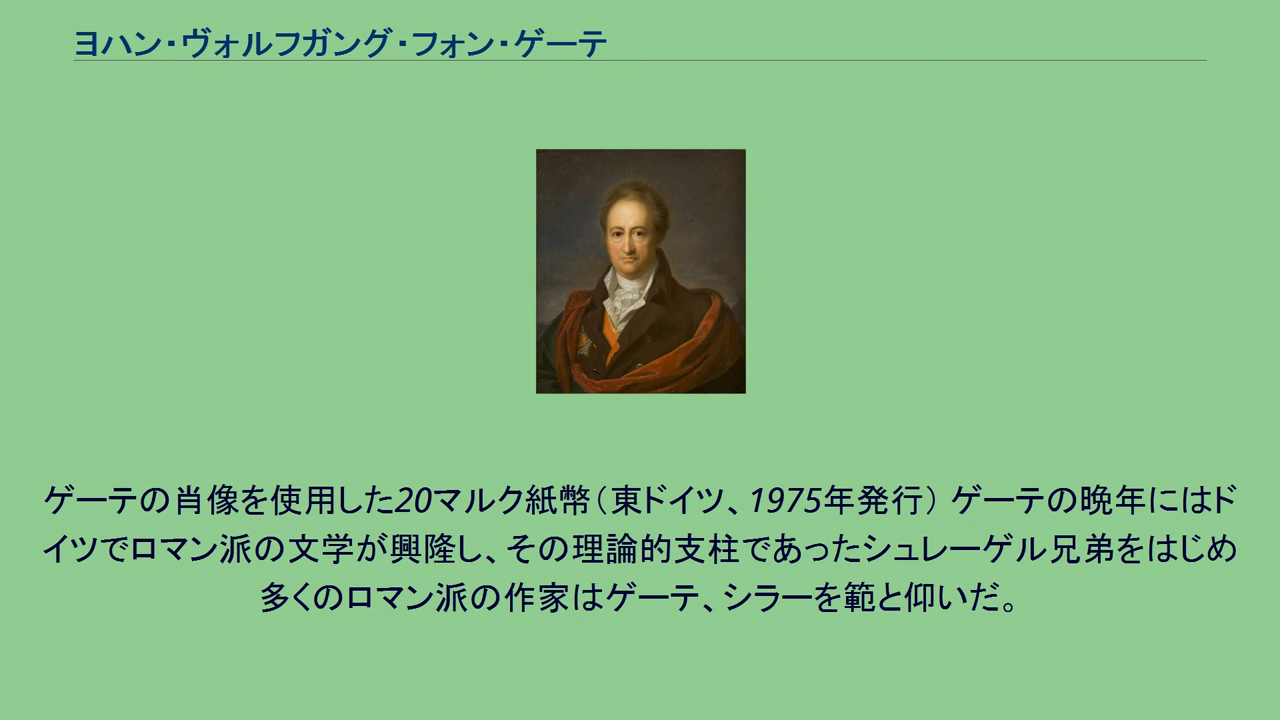 ヨハン・ヴォルフガング・フォン・ゲーテ
ゲーテの肖像を使用した20マルク紙幣（東ドイツ、1975年発行） ゲーテの晩年にはド
イツでロマン派の文学が興隆し、その理論的支柱であったシュレーゲル兄弟をはじめ
多くのロマン派の作家はゲーテ、シラーを範と仰いだ。